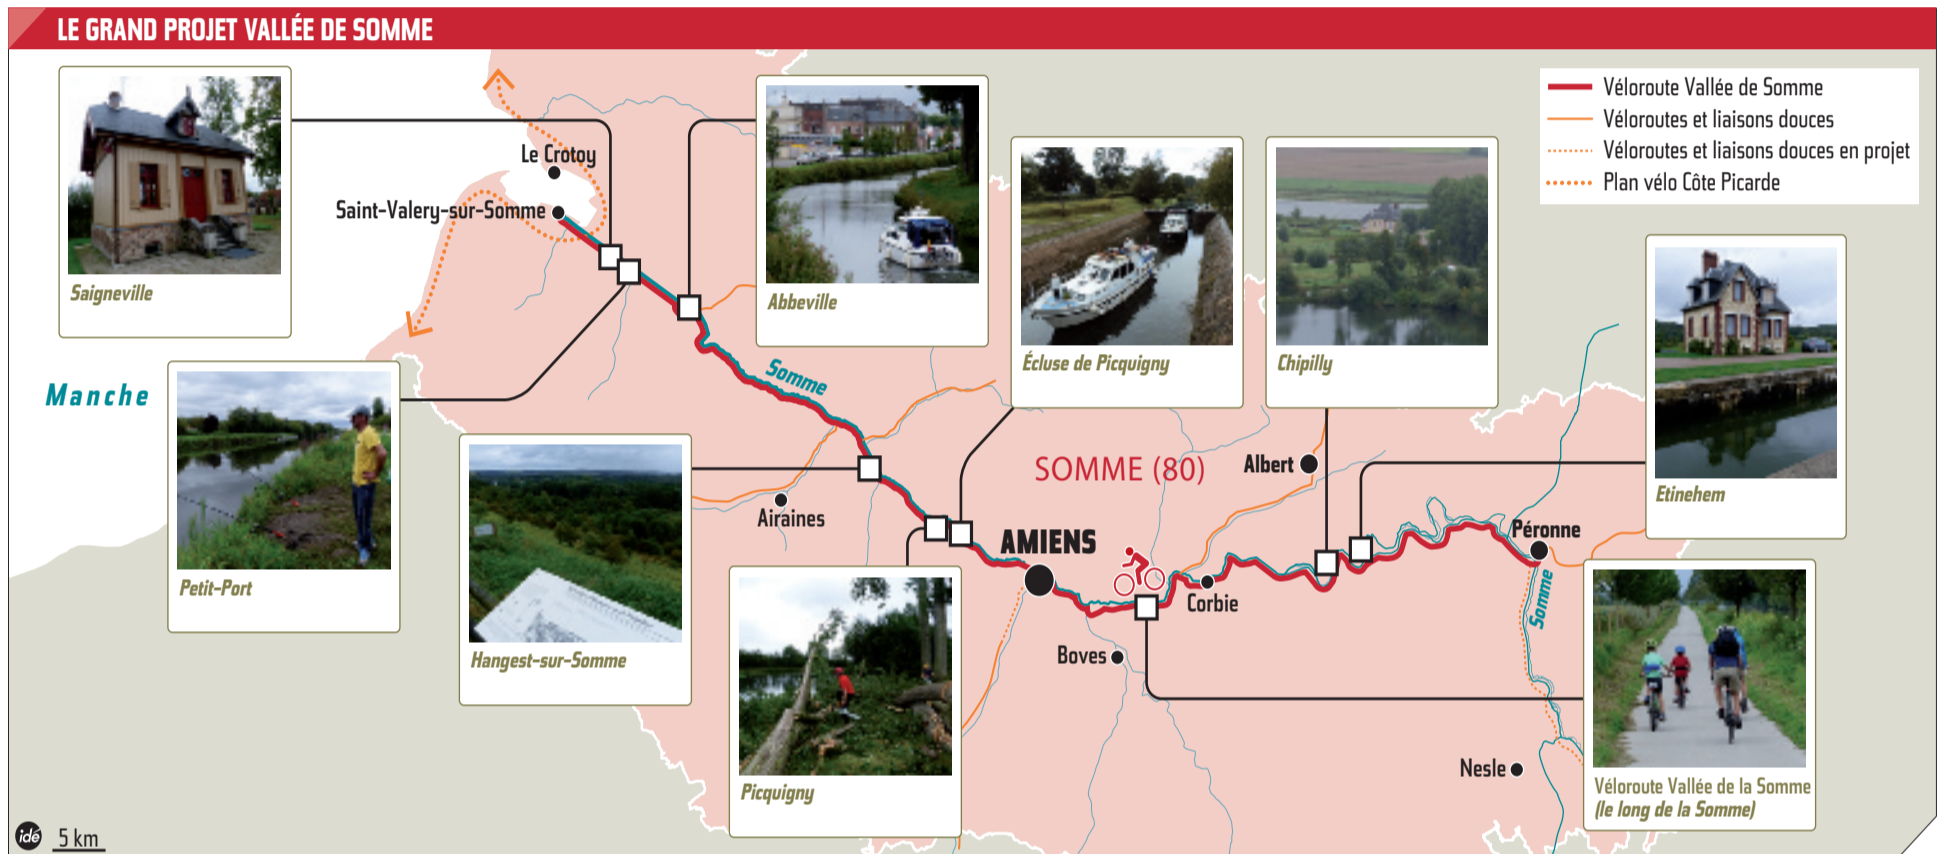 LE GRAND PROJET VALLÉE DE SOMME
Véloroute Vallée de Somme
Véloroutes et liaisons douces
Véloroutes et liaisons douces en projet
Plan vélo Côte Picarde
Le Crotoy
Saint-Valery-sur-Somme
Saigneville
Abbeville
Écluse de Picquigny
Chipilly
Manche
Somme
SOMME (80)
Albert
Etinehem
Airaines
AMIENS
Péronne
Petit-Port
Corbie
Somme
Boves
Hangest-sur-Somme
Nesle
Picquigny
Véloroute Vallée de la Somme
(le long de la Somme)
idé
5 km